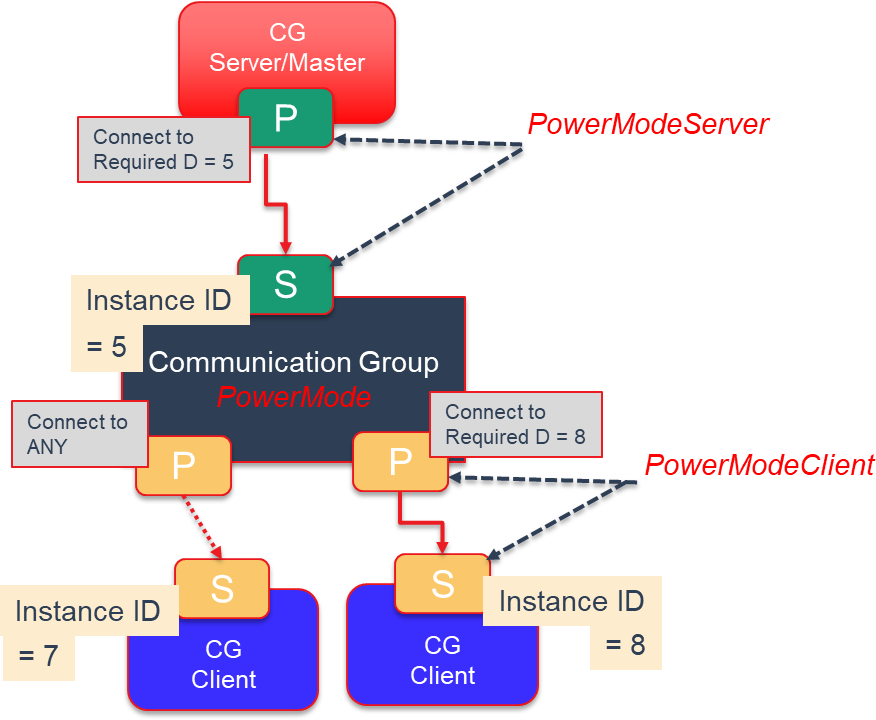 CG
Server/Master
P
PowerModeServer
Connect to
Required D = 5
S
Instance ID
= 5
Communication Group
PowerMode
Connect to
ANY
P
Connect to
Required D = 8
P
PowerModeClient
S
Instance ID
= 7
CG
Client
S
Instance ID
= 8
CG
Client